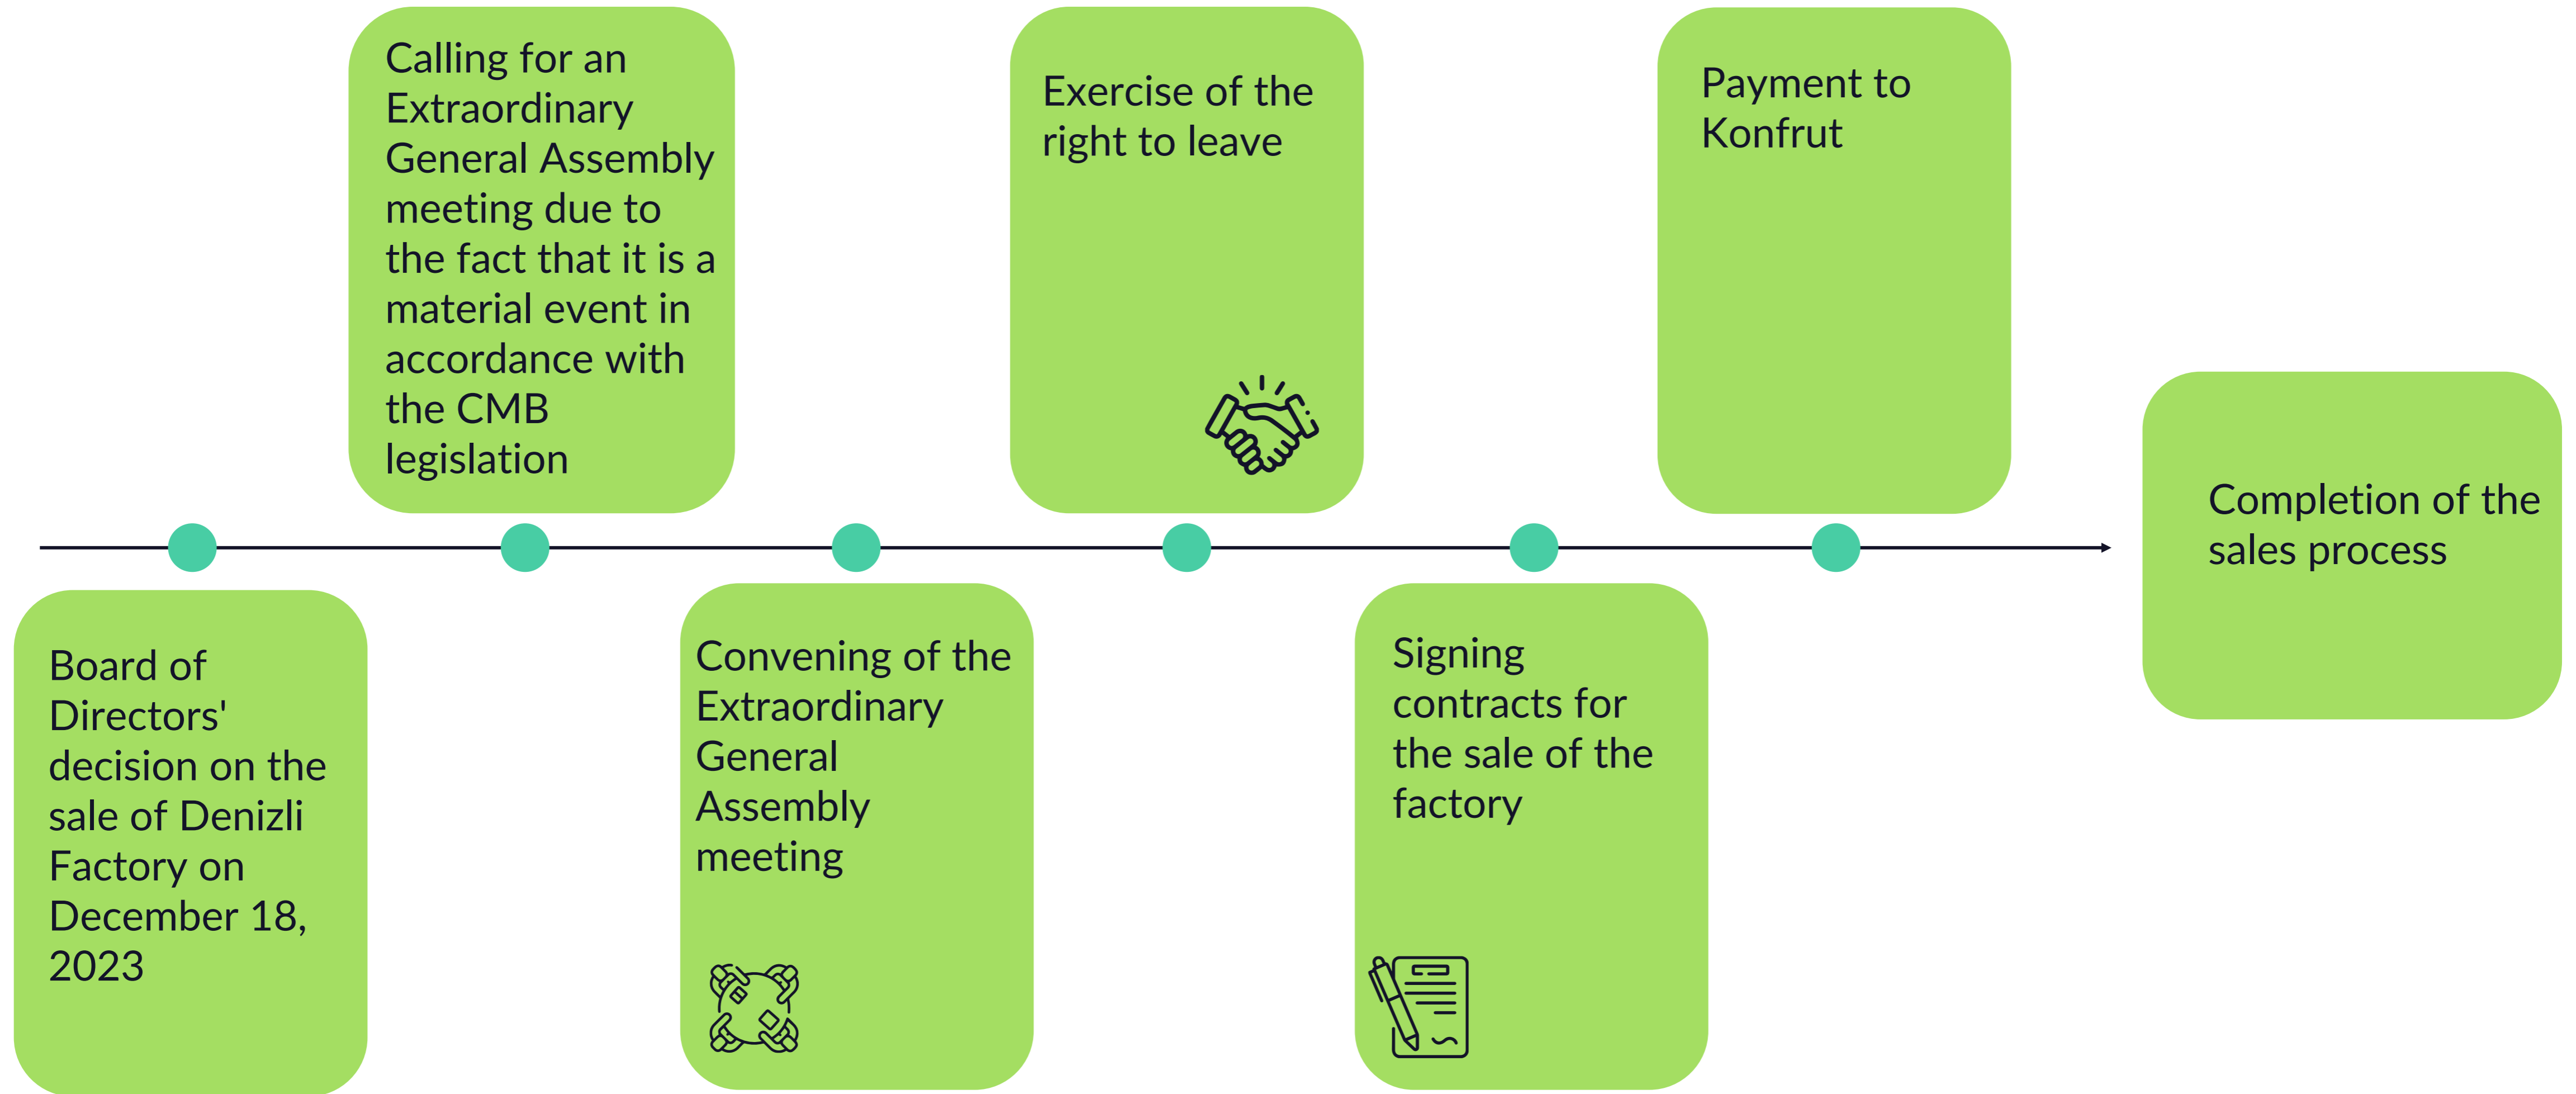 Board of
Directors'
decision on the
sale of Denizli
Factory on
December 18,
2023
Calling for an
Extraordinary
General Assembly
meeting due to
the fact that it is a
material event in
accordance with
the CMB
legislation
Convening of the
Extraordinary
General
Assembly
meeting
Exercise of the
right to leave
Signing
contracts for
the sale of the
factory
Payment to
Konfrut
Completion of the
sales process